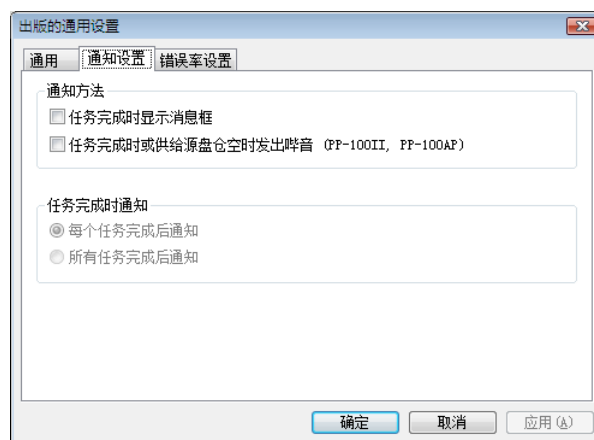 出版的通用设置
通用 通知设置 错误率设置
通知方法
任务完成时显示消息框
任务完成时或供给源盘仓空时发出哔音 (PP-100II, PP-100AP)
任务完成时通知
每个任务完成后通知
所有任务完成后通知
确定 取消 应用(A)